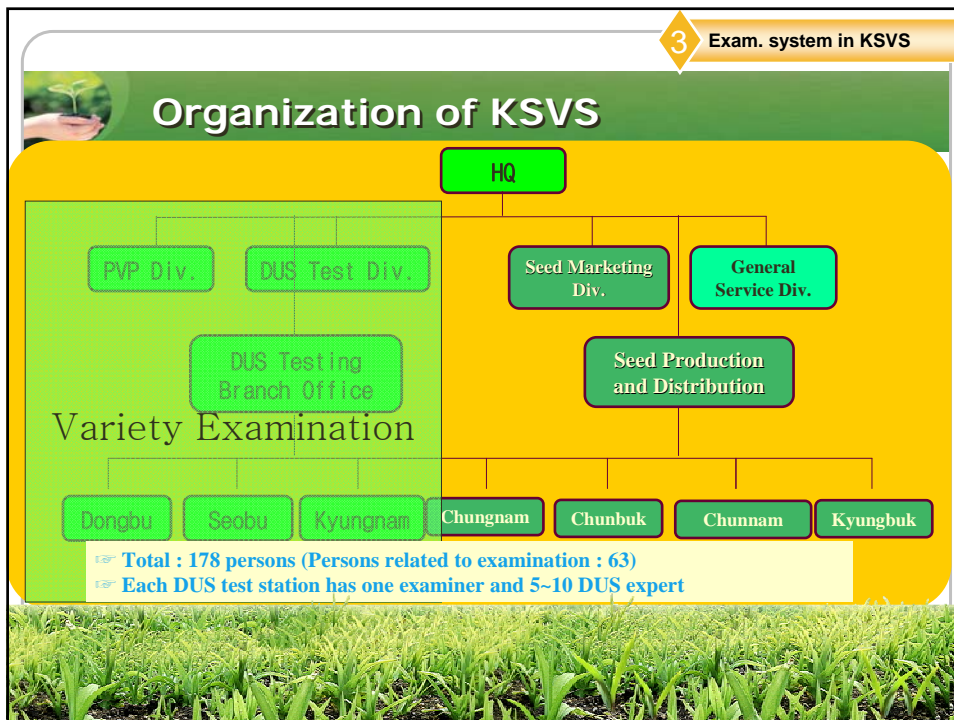 3 Exam. system in KSVS
Organization of KSVS
HQ
PVP Div.
DUS Test Div.
Seed Marketing
Div.
General
Service Div.
DUS Testing
Branch Office
Seed Production
and Distribution
Variety Examination
Dongbu
Seobu
Kyungnam
Chungnam
Chunbuk
Chunnam
Kyungbuk
☞ Total : 178 persons (Persons related to examination : 63)
☞ Each DUS test station has one examiner and 5~10 DUS expert